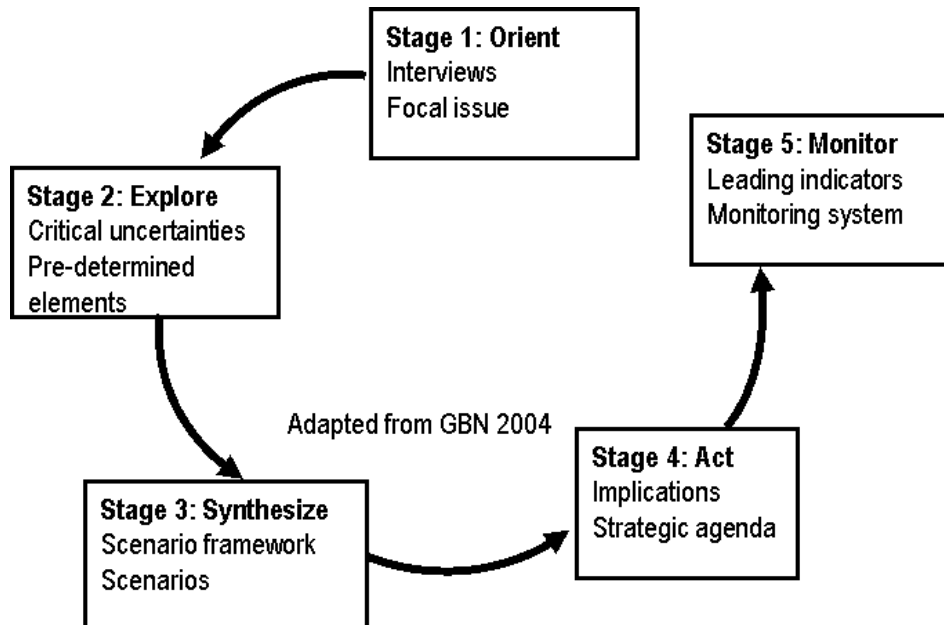 Stage 1: Orient
Interviews
Focal issue
Stage 2: Explore
Critical uncertainties
Pre-determined
elements
Stage 3: Synthesize
Scenario framework
Scenarios
Adapted from GBN 2004
Stage 4: Act
Implications
Strategic agenda
Stage 5: Monitor
Leading indicators
Monitoring system